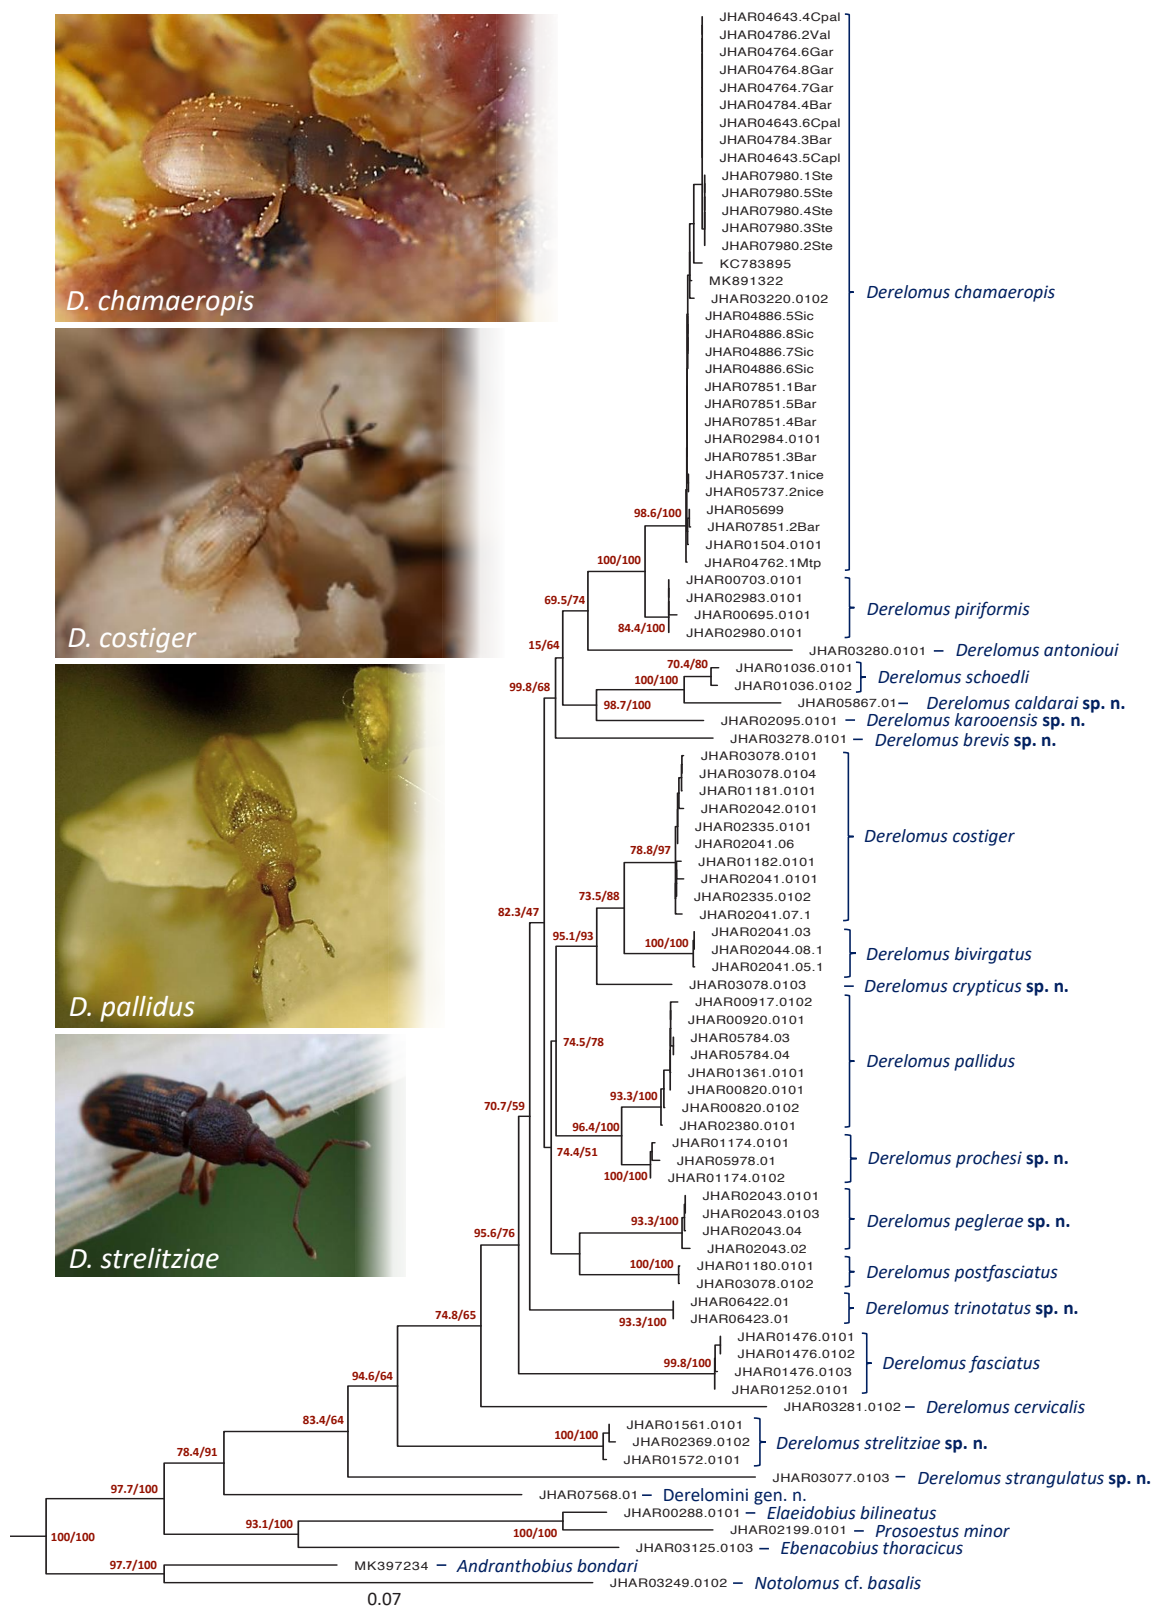 JHAR04643.4Cpal
JHAR04786.2Val
JHAR04764.6Gar
JHAR04764.8Gar
JHAR04764.7Gar
JHAR04784.4Bar
JHAR04643.6Cpal
JHAR04784.3Bar
JHAR04643.5Capl
JHAR07980.1Ste
JHAR07980.5Ste
JHAR07980.4Ste
JHAR07980.3Ste
JHAR07980.2Ste
KC783895
MK891322
JHAR03220.0102
Derelomus chamaeropis
D. chamaeropis
JHAR04886.5Sic
JHAR04886.8Sic
JHAR04886.7Sic
JHAR04886.6Sic
JHAR07851.1Bar
JHAR07851.5Bar
JHAR07851.4Bar
JHAR02984.0101
JHAR07851.3Bar
JHAR05737.1nice
JHAR05737.2nice
JHAR05699
98.6/100
JHAR07851.2Bar
JHAR01504.0101
100/100
JHAR04762.1Mtp
JHAR00703.0101
JHAR02983.0101
69.5/74
JHAR00695.0101
Derelomus piriformis
84.4/100
JHAR02980.0101
D. costiger
15/64
JHAR03280.0101 – Derelomus antonioui
70.4/80
JHAR01036.0101
100/100
JHAR01036.0102
Derelomus schoedli
99.8/68
98.7/100
JHAR05867.01 – Derelomus caldarai sp. n.
JHAR02095.0101 – Derelomus karooensis sp. n.
JHAR03278.0101 – Derelomus brevis sp. n.
JHAR03078.0101
JHAR03078.0104
JHAR01181.0101
JHAR02042.0101
JHAR02335.0101
Derelomus costiger
JHAR02041.06
78.8/97
JHAR01182.0101
JHAR02041.0101
73.5/88
JHAR02335.0102
82.3/47
JHAR02041.07.1
JHAR02041.03
95.1/93
100/100
JHAR02044.08.1
Derelomus bivirgatus
JHAR02041.05.1
JHAR03078.0103 – Derelomus crypticus sp. n.
D. pallidus
JHAR00917.0102
JHAR00920.0101
JHAR05784.03
74.5/78
JHAR05784.04
Derelomus pallidus
JHAR01361.0101
JHAR00820.0101
93.3/100
70.7/59
JHAR00820.0102
96.4/100
JHAR02380.0101
JHAR01174.0101
74.4/51
JHAR05978.01
Derelomus prochesi sp. n.
100/100
JHAR01174.0102
JHAR02043.0101
JHAR02043.0103
93.3/100
Derelomus peglerae sp. n.
95.6/76
JHAR02043.04
JHAR02043.02
D. strelitziae
100/100
JHAR01180.0101
Derelomus postfasciatus
JHAR03078.0102
JHAR06422.01
Derelomus trinotatus sp. n.
74.8/65
93.3/100
JHAR06423.01
JHAR01476.0101
JHAR01476.0102
99.8/100
Derelomus fasciatus
94.6/64
JHAR01476.0103
JHAR01252.0101
JHAR03281.0102 – Derelomus cervicalis
83.4/64
JHAR01561.0101
100/100
JHAR02369.0102
Derelomus strelitziae sp. n.
78.4/91
JHAR01572.0101
JHAR03077.0103 – Derelomus strangulatus sp. n.
97.7/100
JHAR07568.01 – Derelomini gen. n.
JHAR00288.0101 – Elaeidobius bilineatus
93.1/100
100/100
JHAR02199.0101 – Prosoestus minor
100/100
JHAR03125.0103 – Ebenacobius thoracicus
97.7/100
MK397234 – Andranthobius bondari
JHAR03249.0102 – Notolomus cf. basalis
0.07